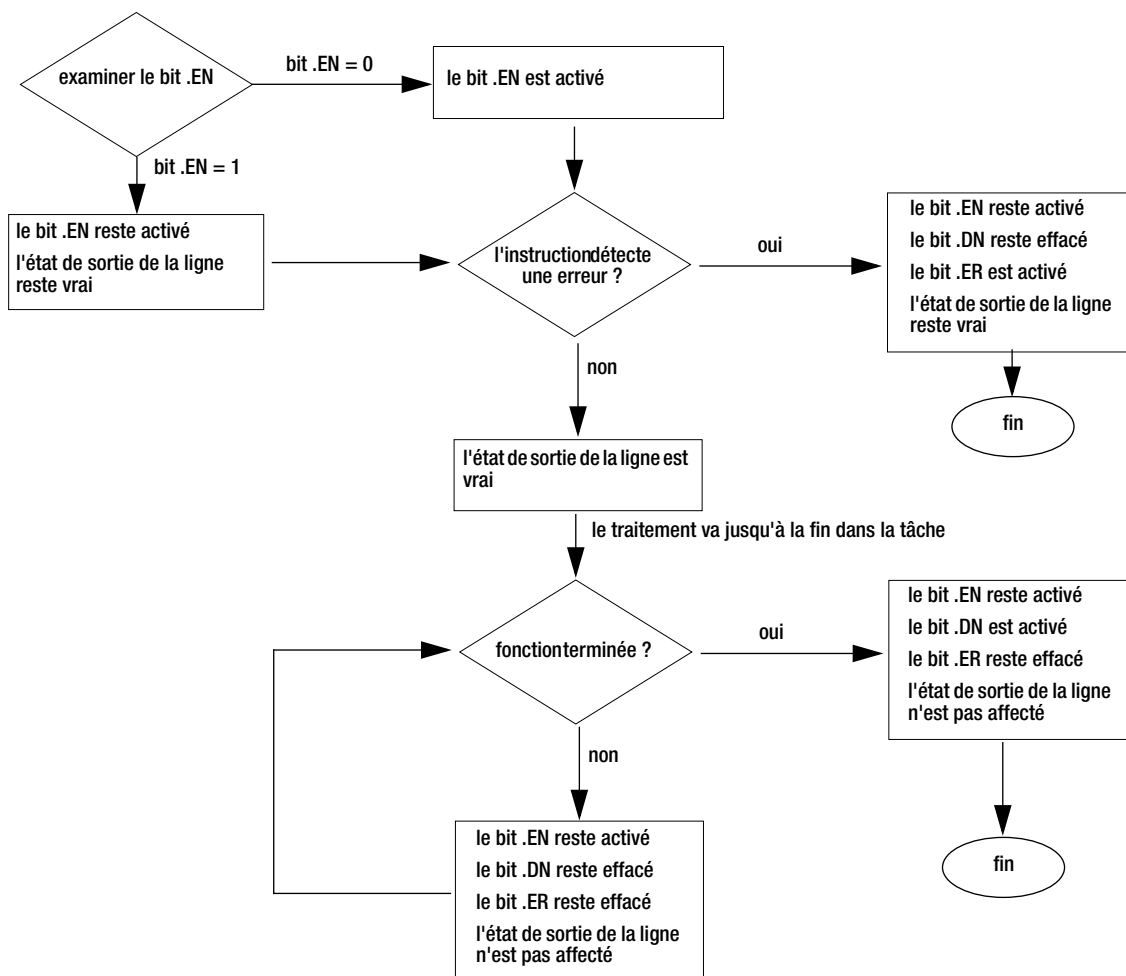 examiner le bit .EN
bit .EN = 0
le bit .EN est activé
bit .EN = 1
le bit .EN reste activé
l'état de sortie de la ligne
reste vrai
l'instructiondétecte
une erreur ?
oui
le bit .EN reste activé
le bit .DN reste effacé
le bit .ER est activé
l'état de sortie de la ligne
reste vrai
non
fin
l'état de sortie de la ligne est
vrai
le traitement va jusqu'à la fin dans la tâche
fonctionterminée ?
oui
le bit .EN reste activé
le bit .DN est activé
le bit .ER reste effacé
l'état de sortie de la ligne
n'est pas affecté
non
le bit .EN reste activé
le bit .DN reste effacé
le bit .ER reste effacé
l'état de sortie de la ligne
n'est pas affecté
fin